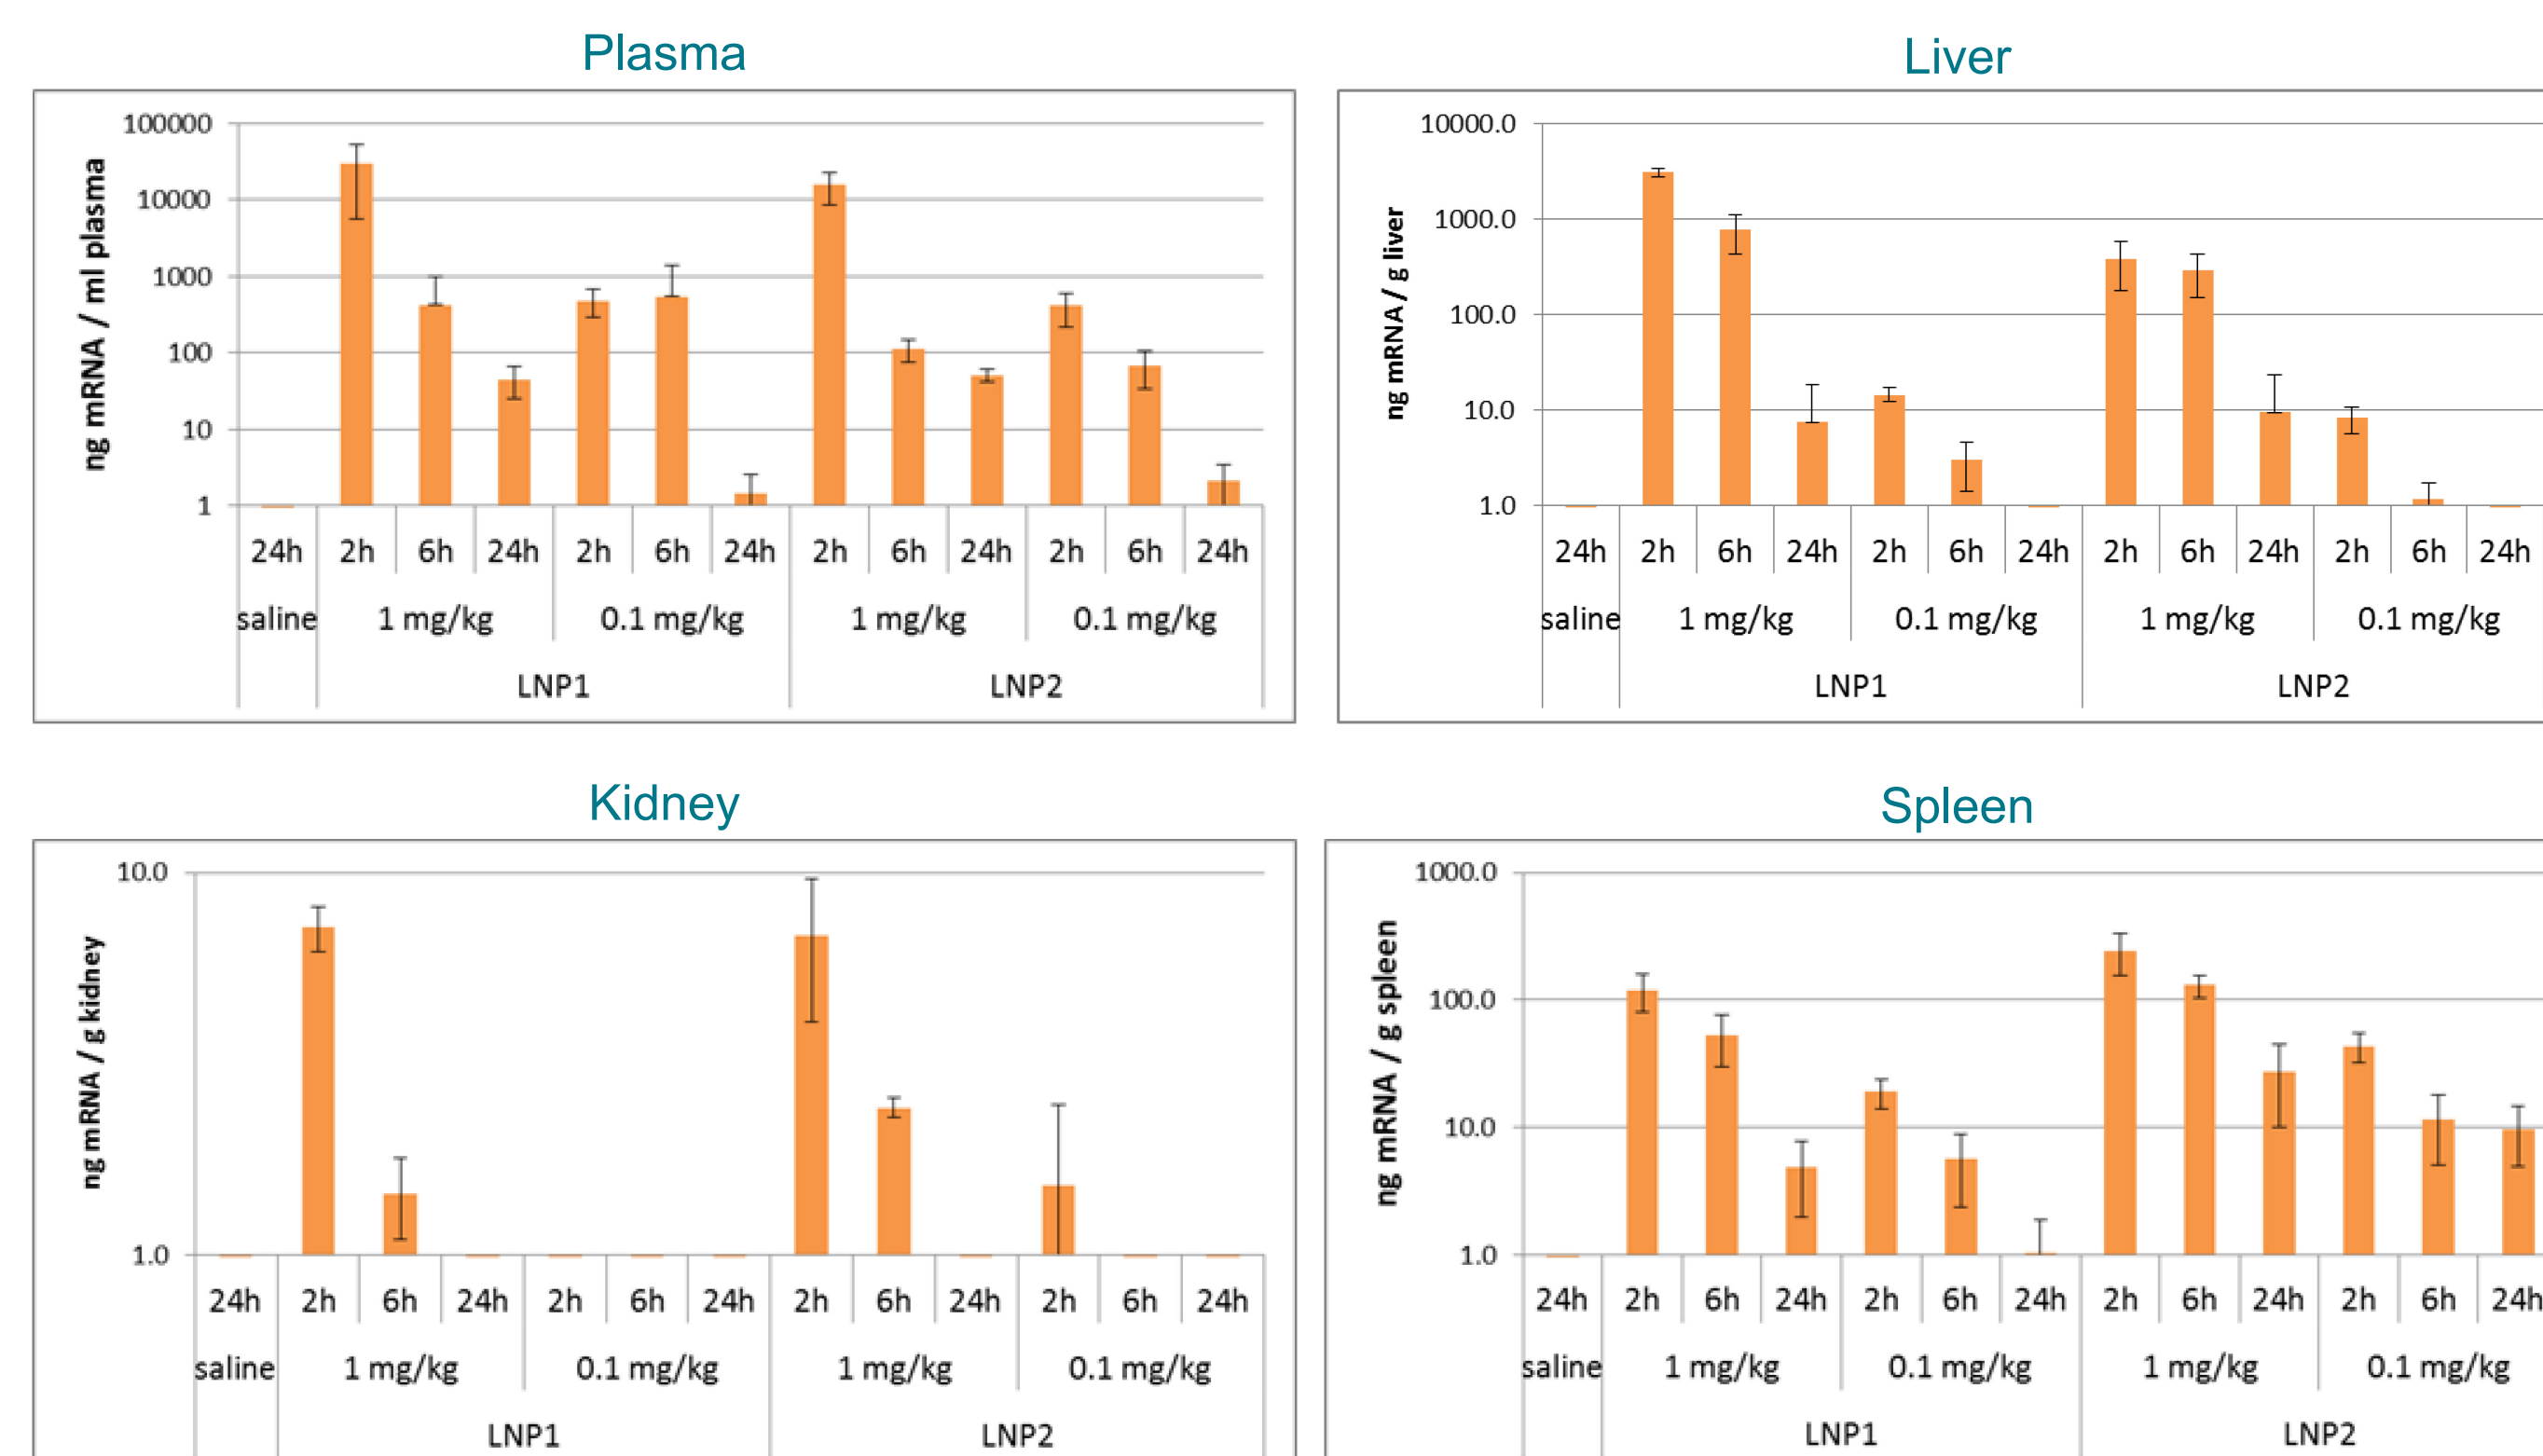 Plasma
ng mRNA / ml plasma
100000
10000
1000
100
10
1
24h 2h 6h 24h 2h 6h 24h 2h 6h 24h 2h 6h 24h
saline 1 mg/kg 0.1 mg/kg 1 mg/kg 0.1 mg/kg
LNP1 LNP2
Liver
ng mRNA / g liver
10000.0
1000.0
100.0
10.0
1.0
24h 2h 6h 24h 2h 6h 24h 2h 6h 24h 2h 6h 24h
saline 1 mg/kg 0.1 mg/kg 1 mg/kg 0.1 mg/kg
LNP1 LNP2
Kidney
ng mRNA / g kidney
10.0
1.0
24h 2h 6h 24h 2h 6h 24h 2h 6h 24h 2h 6h 24h
saline 1 mg/kg 0.1 mg/kg 1 mg/kg 0.1 mg/kg
LNP1 LNP2
Spleen
ng mRNA / g spleen
1000.0
100.0
10.0
1.0
24h 2h 6h 24h 2h 6h 24h 2h 6h 24h 2h 6h 24h
saline 1 mg/kg 0.1 mg/kg 1 mg/kg 0.1 mg/kg
LNP1 LNP2